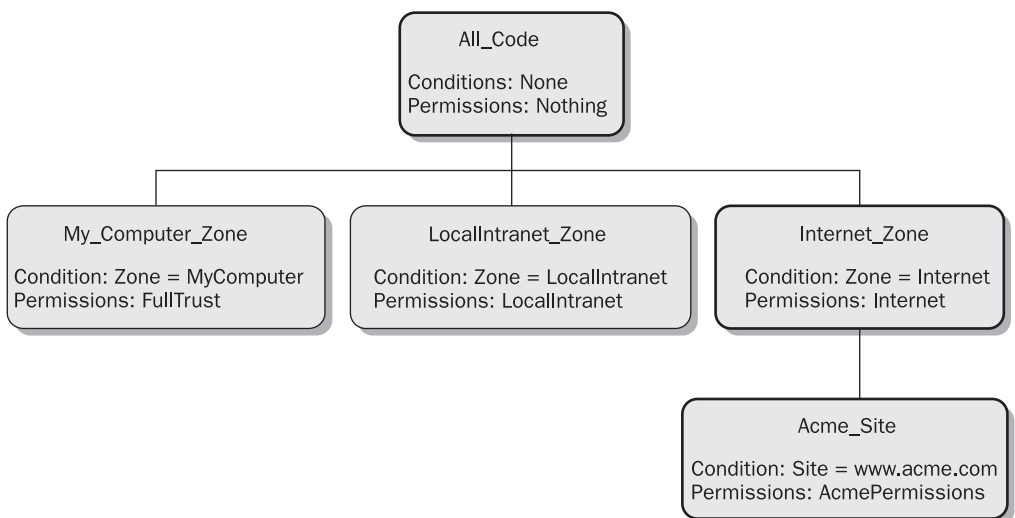 All_Code
Conditions: None
Permissions: Nothing
My_Computer_Zone
Condition: Zone = MyComputer
Permissions: FullTrust
LocalIntranet_Zone
Condition: Zone = LocalIntranet
Permissions: LocalIntranet
Internet_Zone
Condition: Zone = Internet
Permissions: Internet
Acme_Site
Condition: Site = www.acme.com
Permissions: AcmePermissions